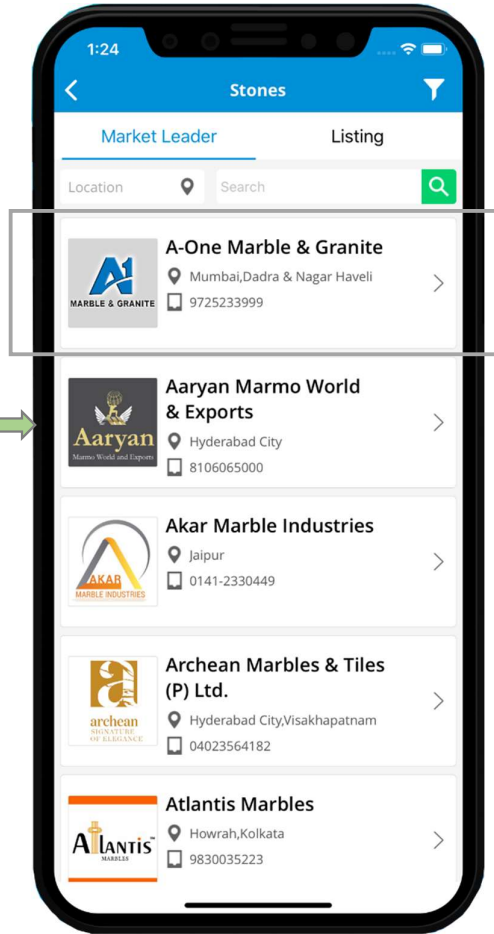 1:24
Stones
Market Leader
Listing
Location
Search
A1
MARBLE & GRANITE
A-One Marble & Granite
Mumbai,Dadra & Nagar Haveli
9725233999
Aaryan
Marmo World and Exports
Aaryan Marmo World
& Exports
Hyderabad City
8106065000
AKAR
MARBLE INDUSTRIES
Akar Marble Industries
Jaipur
0141-2330449
a
archean
SIGNATURE
OF ELEGANCE
Archean Marbles & Tiles
(P) Ltd.
Hyderabad City,Visakhapatnam
04023564182
ATLANTIS™
MARBLES
Atlantis Marbles
Howrah,Kolkata
9830035223